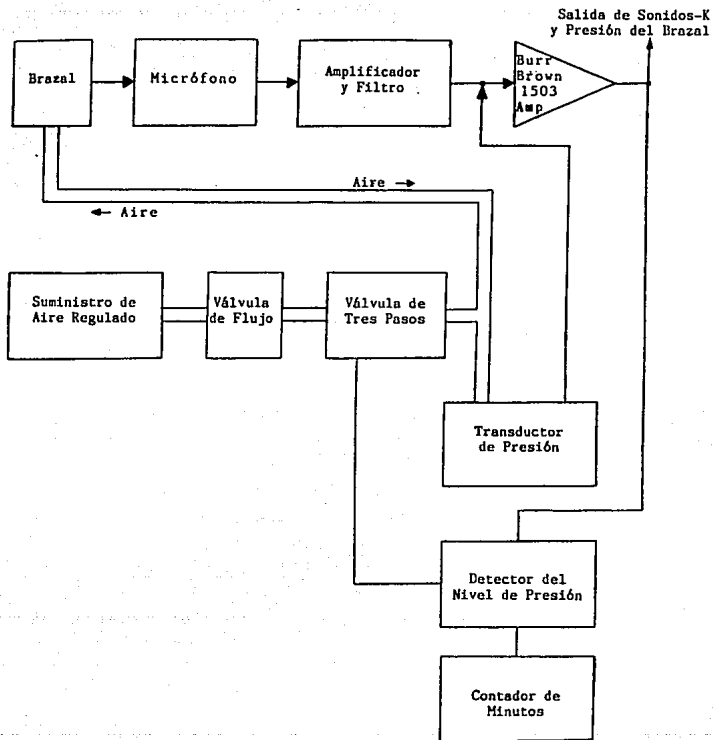 Salida de Sonidos-K
y Presión del Brazal
Brazal
Micrófono
Amplificador
y Filtro
Burr
Brown
1503
Amp
Aire →
← Aire
Suministro de
Aire Regulado
Válvula
de Flujo
Válvula de
Tres Pasos
Transductor
de Presión
Detector del
Nivel de Presión
Contador de
Minutos